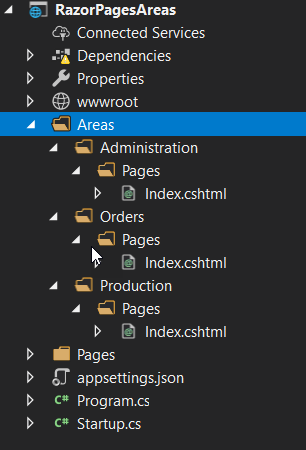 RazorPagesAreas
Connected Services
Dependencies
Properties
wwwroot
Areas
Administration
Pages
Index.cshtml
Orders
Pages
Index.cshtml
Production
Pages
Index.cshtml
Pages
appsettings.json
C# Program.cs
C# Startup.cs